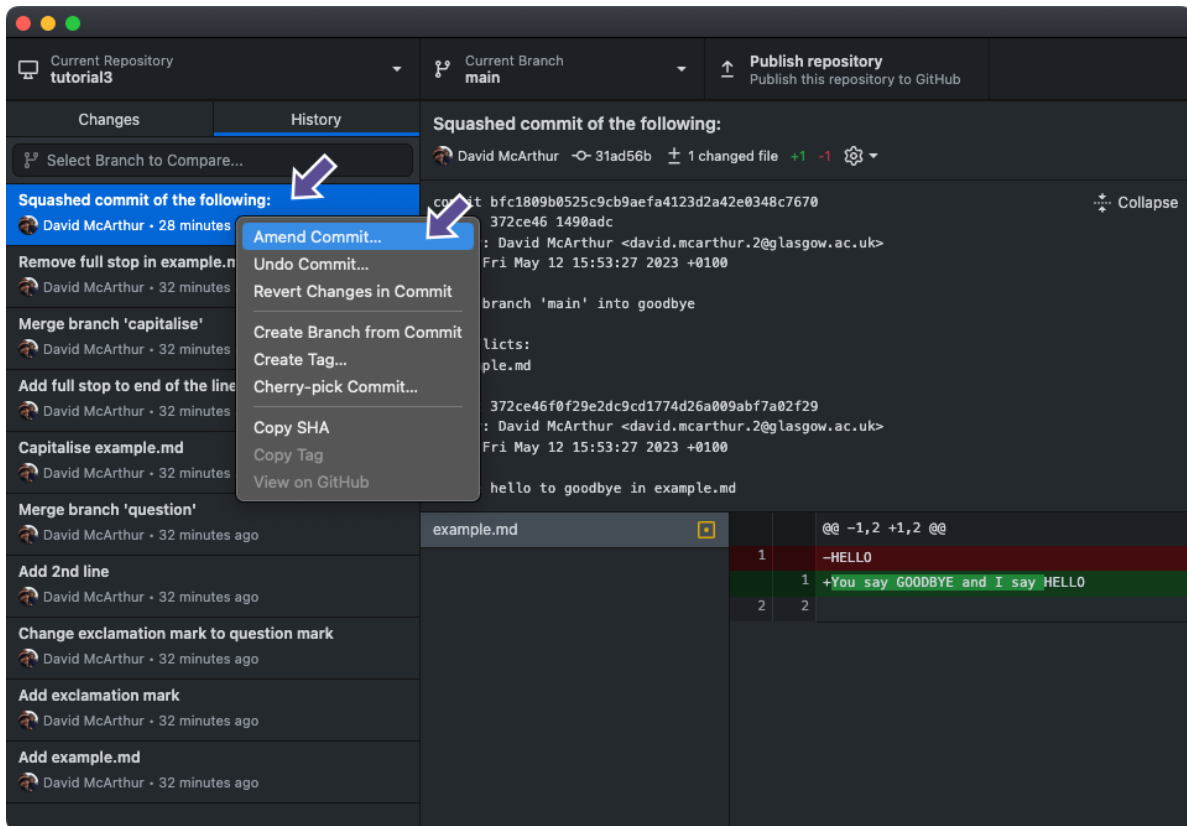 Current Repository
tutorial3
Current Branch
main
Publish repository
Publish this repository to GitHub
Changes
History
Select Branch to Compare...
Squashed commit of the following:
David McArthur • 28 minutes
Remove full stop in example.m
David McArthur • 32 minutes
Merge branch 'capitalise'
David McArthur • 32 minutes
Add full stop to end of the line
David McArthur • 32 minutes
Capitalise example.md
David McArthur • 32 minutes
Merge branch 'question'
David McArthur • 32 minutes ago
Add 2nd line
David McArthur • 32 minutes ago
Change exclamation mark to question mark
David McArthur • 32 minutes ago
Add exclamation mark
David McArthur • 32 minutes ago
Add example.md
David McArthur • 32 minutes ago
Amend Commit...
Undo Commit...
Revert Changes in Commit
Create Branch from Commit
Create Tag...
Cherry-pick Commit...
Copy SHA
Copy Tag
View on GitHub
Squashed commit of the following:
David McArthur 31ad56b 1 changed file +1 -1
bfc1809b0525c9cb9aefa4123d2a42e0348c7670
Collapse
372ce46 1490adc
: David McArthur <david.mcarthur.2@glasgow.ac.uk>
Fri May 12 15:53:27 2023 +0100
branch 'main' into goodbye
licts:
ple.md
372ce46f0f29e2dc9cd1774d26a009abf7a02f29
: David McArthur <david.mcarthur.2@glasgow.ac.uk>
Fri May 12 15:53:27 2023 +0100
hello to goodbye in example.md
example.md
@@ -1,2 +1,2 @@
1 -HELLO
1 +You say GOODBYE and I say HELLO
2 2